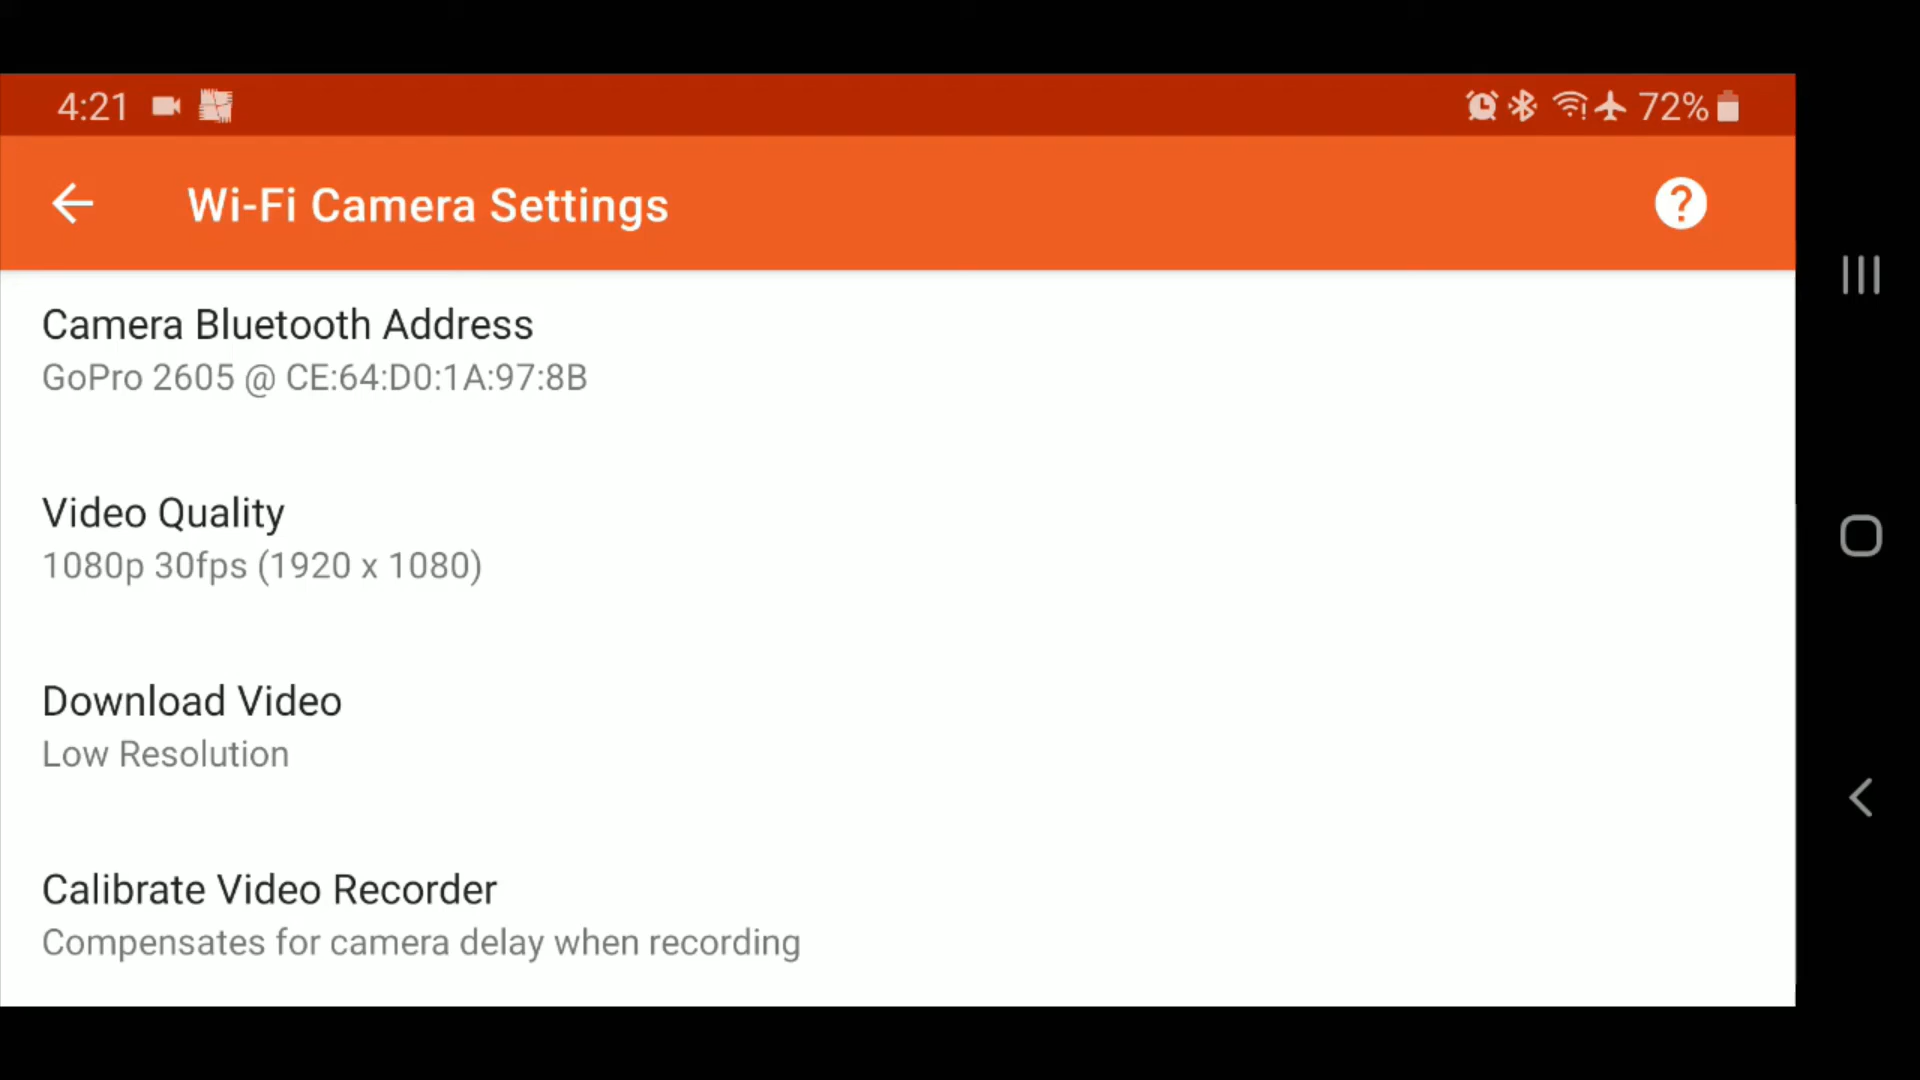 4:21 72%
Wi-Fi Camera Settings
Camera Bluetooth Address
GoPro 2605 @ CE:64:D0:1A:97:8B
Video Quality
1080p 30fps (1920 x 1080)
Download Video
Low Resolution
Calibrate Video Recorder
Compensates for camera delay when recording